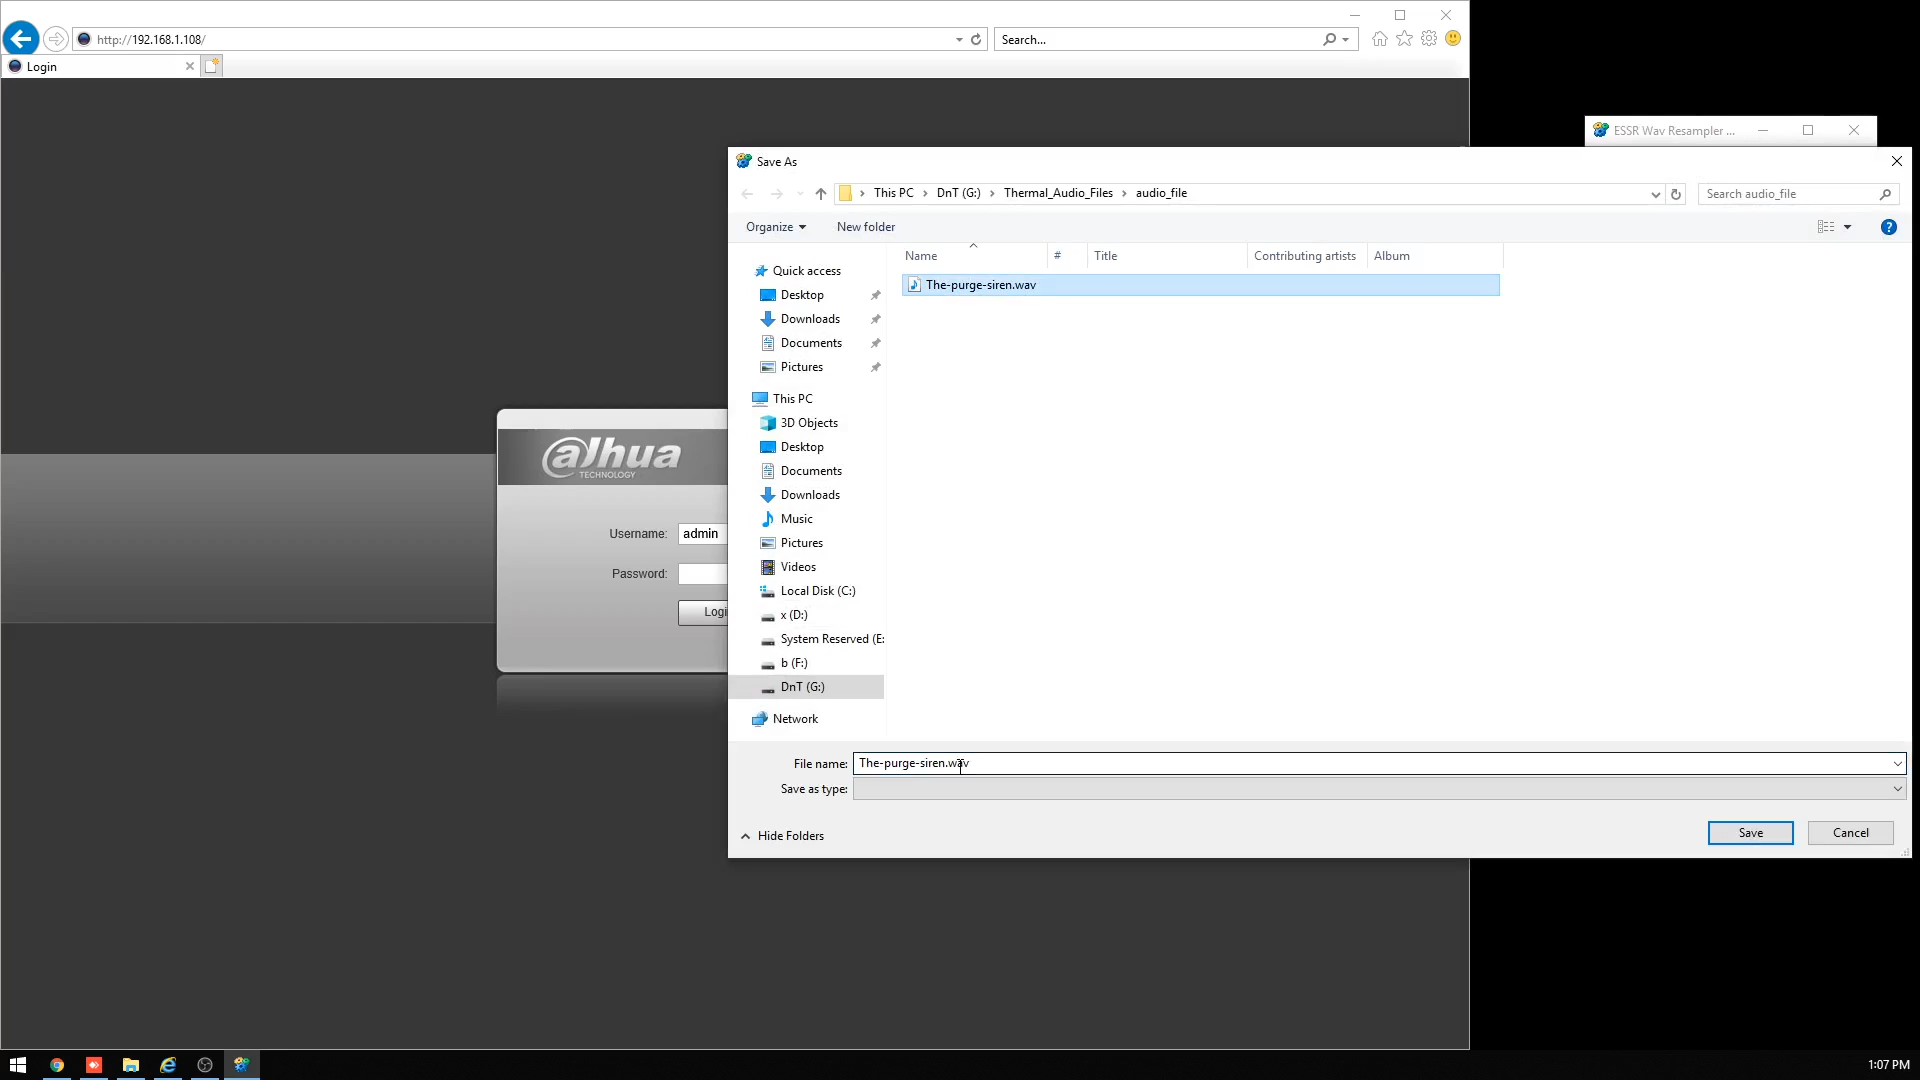 http://192.168.1.108/
Search...
Login
ESSR Wav Resampler ...
Save As
This PC
DnT (G:)
Thermal_Audio_Files
audio_file
Search audio_file
Organize
New folder
?
Name
#
Title
Contributing artists
Album
The-purge-siren.wav
Quick access
Desktop
Downloads
Documents
Pictures
This PC
3D Objects
Desktop
Documents
Downloads
Music
Pictures
Videos
Local Disk (C:)
x (D:)
System Reserved (E:
b (F:)
DnT (G:)
Network
alhua
TECHNOLOGY
Username:
admin
Password:
Logi
File name:
The-purge-siren.wav
Save as type:
Hide Folders
Save
Cancel
1:07 PM